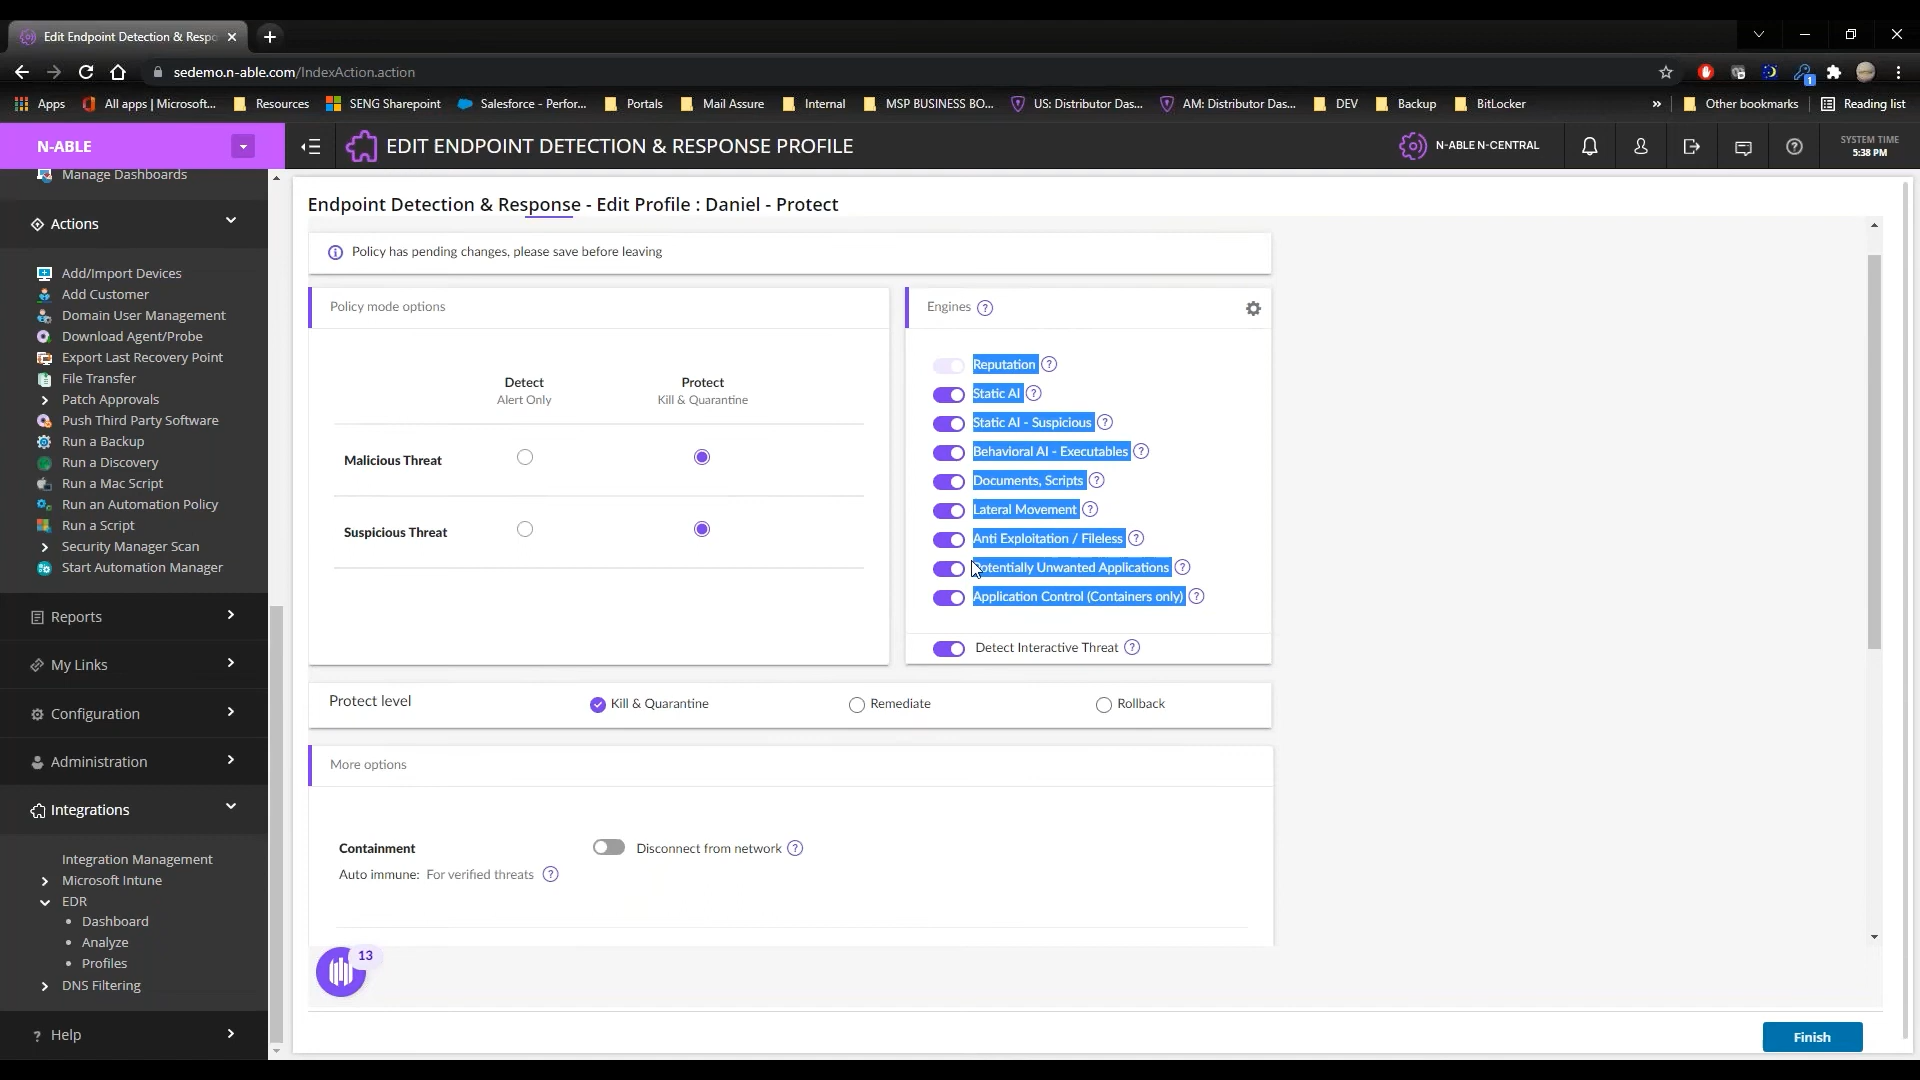 Edit Endpoint Detection & Respo
sedemo.n-able.com/IndexAction.action
1
Apps
All apps | Microsoft...
Resources
SENG Sharepoint
Salesforce - Perfor...
Portals
Mail Assure
Internal
MSP BUSINESS BO...
US: Distributor Das...
AM: Distributor Das...
DEV
Backup
BitLocker
»
Other bookmarks
Reading list
N-ABLE
EDIT ENDPOINT DETECTION & RESPONSE PROFILE
N-ABLE N-CENTRAL
SYSTEM TIME
5:38 PM
Manage Dashboards
Actions
Add/Import Devices
Add Customer
Domain User Management
Download Agent/Probe
Export Last Recovery Point
File Transfer
Patch Approvals
Push Third Party Software
Run a Backup
Run a Discovery
Run a Mac Script
Run an Automation Policy
Run a Script
Security Manager Scan
Start Automation Manager
Reports
My Links
Configuration
Administration
Integrations
Integration Management
Microsoft Intune
EDR
Dashboard
Analyze
Profiles
DNS Filtering
Help
Endpoint Detection & Response - Edit Profile : Daniel - Protect
Policy has pending changes, please save before leaving
Policy mode options
Detect
Alert Only
Protect
Kill & Quarantine
Malicious Threat
Suspicious Threat
Engines
Reputation
Static AI
Static AI - Suspicious
Behavioral AI - Executables
Documents, Scripts
Lateral Movement
Anti Exploitation / Fileless
Potentially Unwanted Applications
Application Control (Containers only)
Detect Interactive Threat
Protect level
Kill & Quarantine
Remediate
Rollback
More options
Containment
Disconnect from network
Auto immune: For verified threats
13
Finish